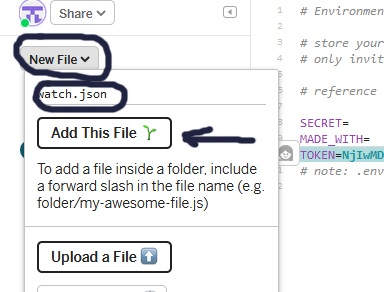 Share
New File
watch.json
Add This File
To add a file inside a folder, include
a forward slash in the file name (e.g.
folder/my-awesome-file.js)
Upload a File
1
# Environmen
# store your
# only invit
# reference
SECRET=
MADE_WITH=
TOKEN=NjIwMD
# note: .env